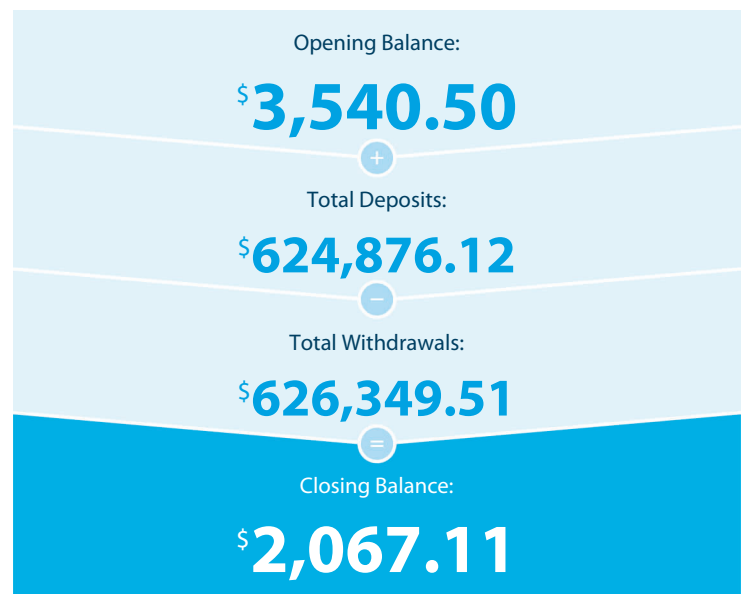 Opening Balance:
$3,540.50
+
Total Deposits:
$624,876.12
−
Total Withdrawals:
$626,349.51
=
Closing Balance:
$2,067.11